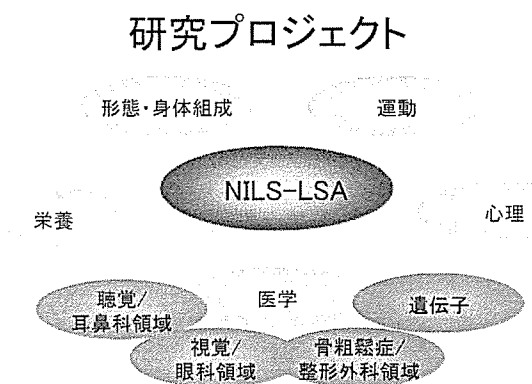 研究プロジェクト
形態・身体組成
運動
NILS-LSA
栄養
心理
聴覚/
耳鼻科領域
医学
遺伝子
視覚/
眼科領域
骨粗鬆症/
整形外科領域